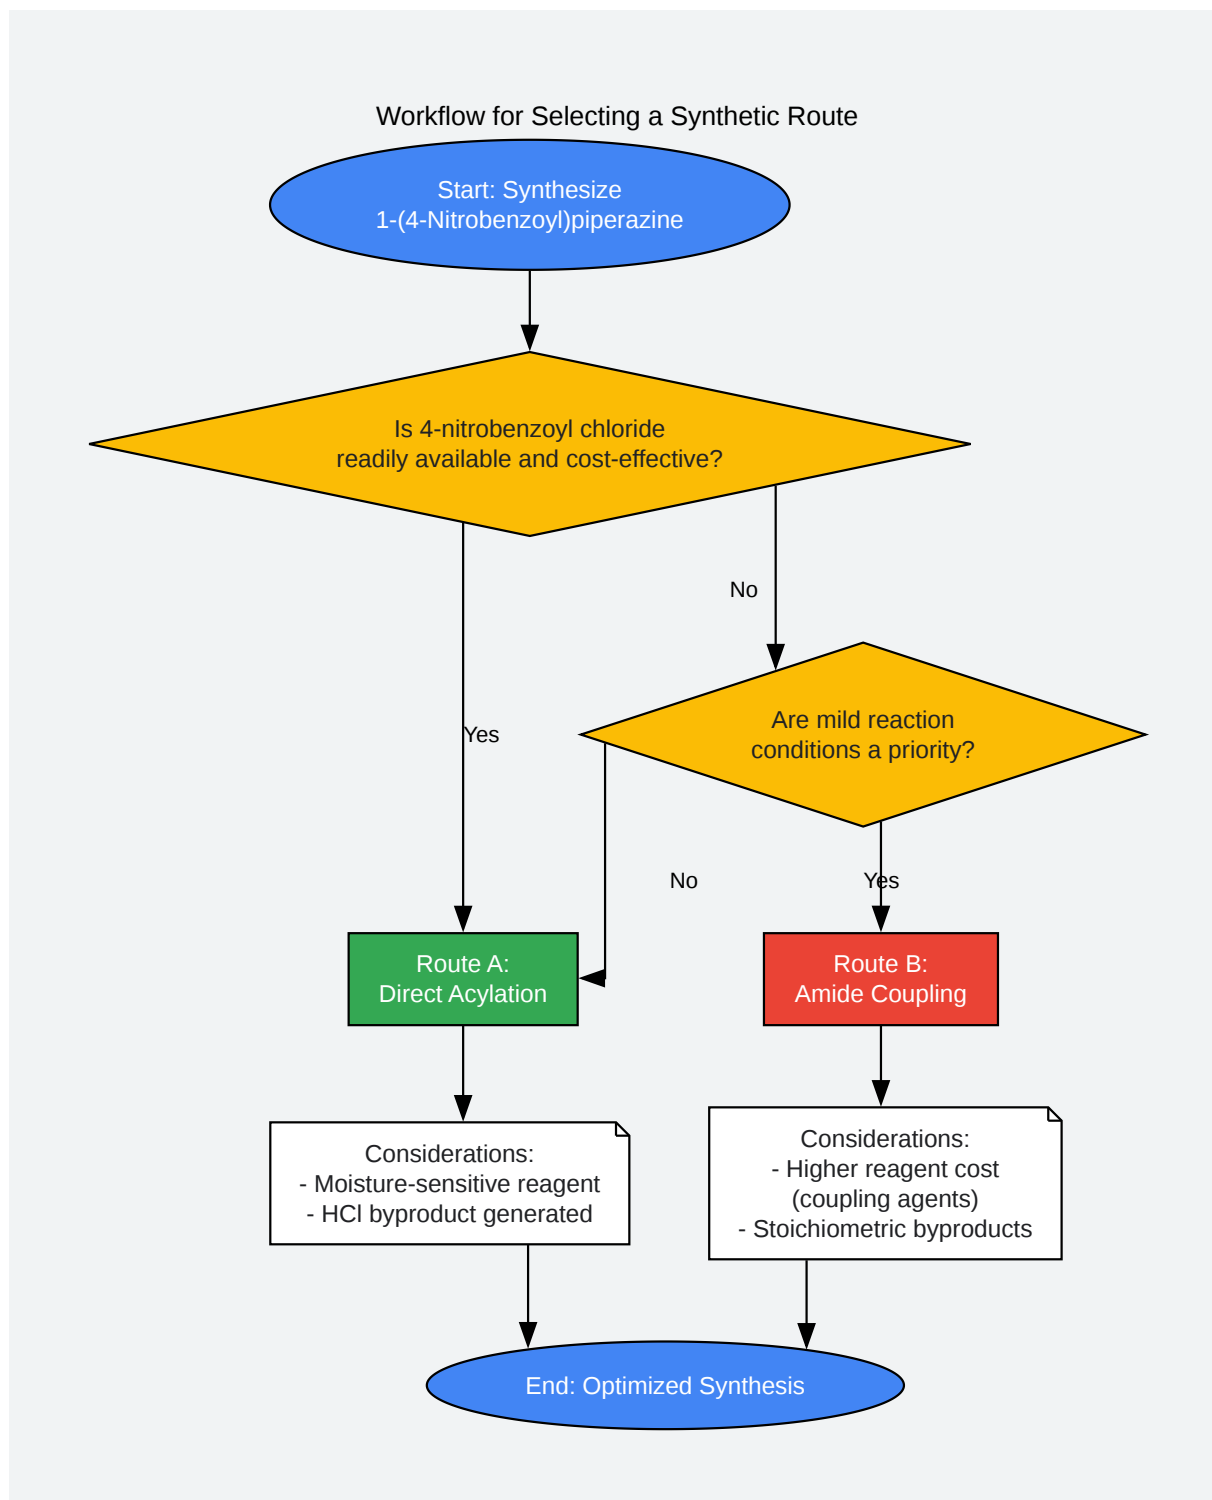 Workflow for Selecting a Synthetic Route
Start: Synthesize
1-(4-Nitrobenzoyl)piperazine
Is 4-nitrobenzoyl chloride
readily available and cost-effective?
No
Yes
Are mild reaction
conditions a priority?
No
Yes
Route A:
Direct Acylation
Route B:
Amide Coupling
Considerations:
- Moisture-sensitive reagent
- HCl byproduct generated
Considerations:
- Higher reagent cost
(coupling agents)
- Stoichiometric byproducts
End: Optimized Synthesis